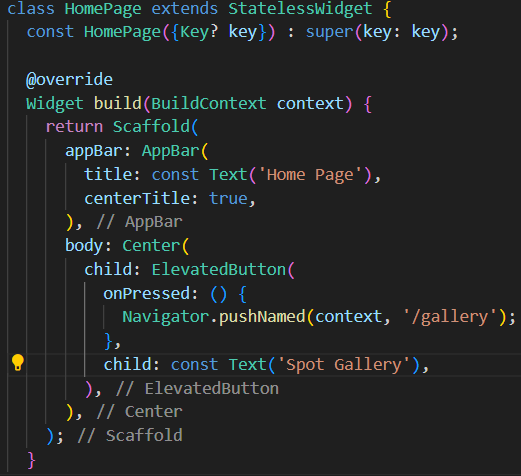 class HomePage extends StatelessWidget {
  const HomePage({Key? key}) : super(key: key);

  @override
  Widget build(BuildContext context) {
    return Scaffold(
      appBar: AppBar(
        title: const Text('Home Page'),
        centerTitle: true,
      ), // AppBar
      body: Center(
        child: ElevatedButton(
          onPressed: () {
            Navigator.pushNamed(context, '/gallery');
          },
          child: const Text('Spot Gallery'),
        ), // ElevatedButton
      ), // Center
    ); // Scaffold
  }